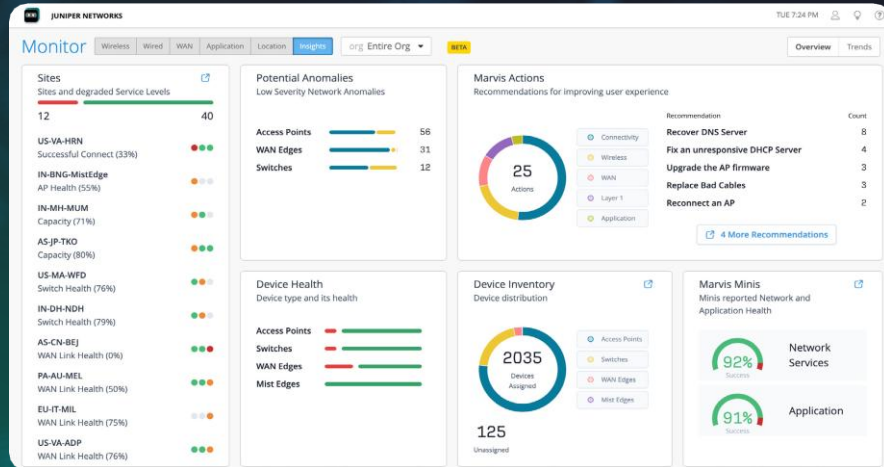 JUNIPER NETWORKS
TUE 7:24 PM
Monitor
Wireless
Wired
WAN
Application
Location
Insights
org Entire Org
BETA
Overview
Trends
Sites
Sites and degraded Service Levels
12 40
US-VA-HRN
Successful Connect (33%)
IN-BNG-MistEdge
AP Health (55%)
IN-MH-MUM
Capacity (71%)
AS-JP-TKO
Capacity (80%)
US-MA-WFD
Switch Health (76%)
IN-DH-NDH
Switch Health (79%)
AS-CN-BEJ
WAN Link Health (0%)
PA-AU-MEL
WAN Link Health (50%)
EU-IT-MIL
WAN Link Health (75%)
US-VA-ADP
WAN Link Health (76%)
Potential Anomalies
Low Severity Network Anomalies
Access Points 56
WAN Edges 31
Switches 12
Marvis Actions
Recommendations for improving user experience
25
Actions
Connectivity
Wireless
WAN
Layer 1
Application
Recommendation Count
Recover DNS Server 8
Fix an unresponsive DHCP Server 4
Upgrade the AP firmware 3
Replace Bad Cables 3
Reconnect an AP 2
4 More Recommendations
Device Health
Device type and its health
Access Points
Switches
WAN Edges
Mist Edges
Device Inventory
Device distribution
2035
Devices
Assigned
Access Points
Switches
WAN Edges
Mist Edges
125
Unassigned
Marvis Minis
Minis reported Network and
Application Health
92%
Success
Network
Services
91%
Success
Application